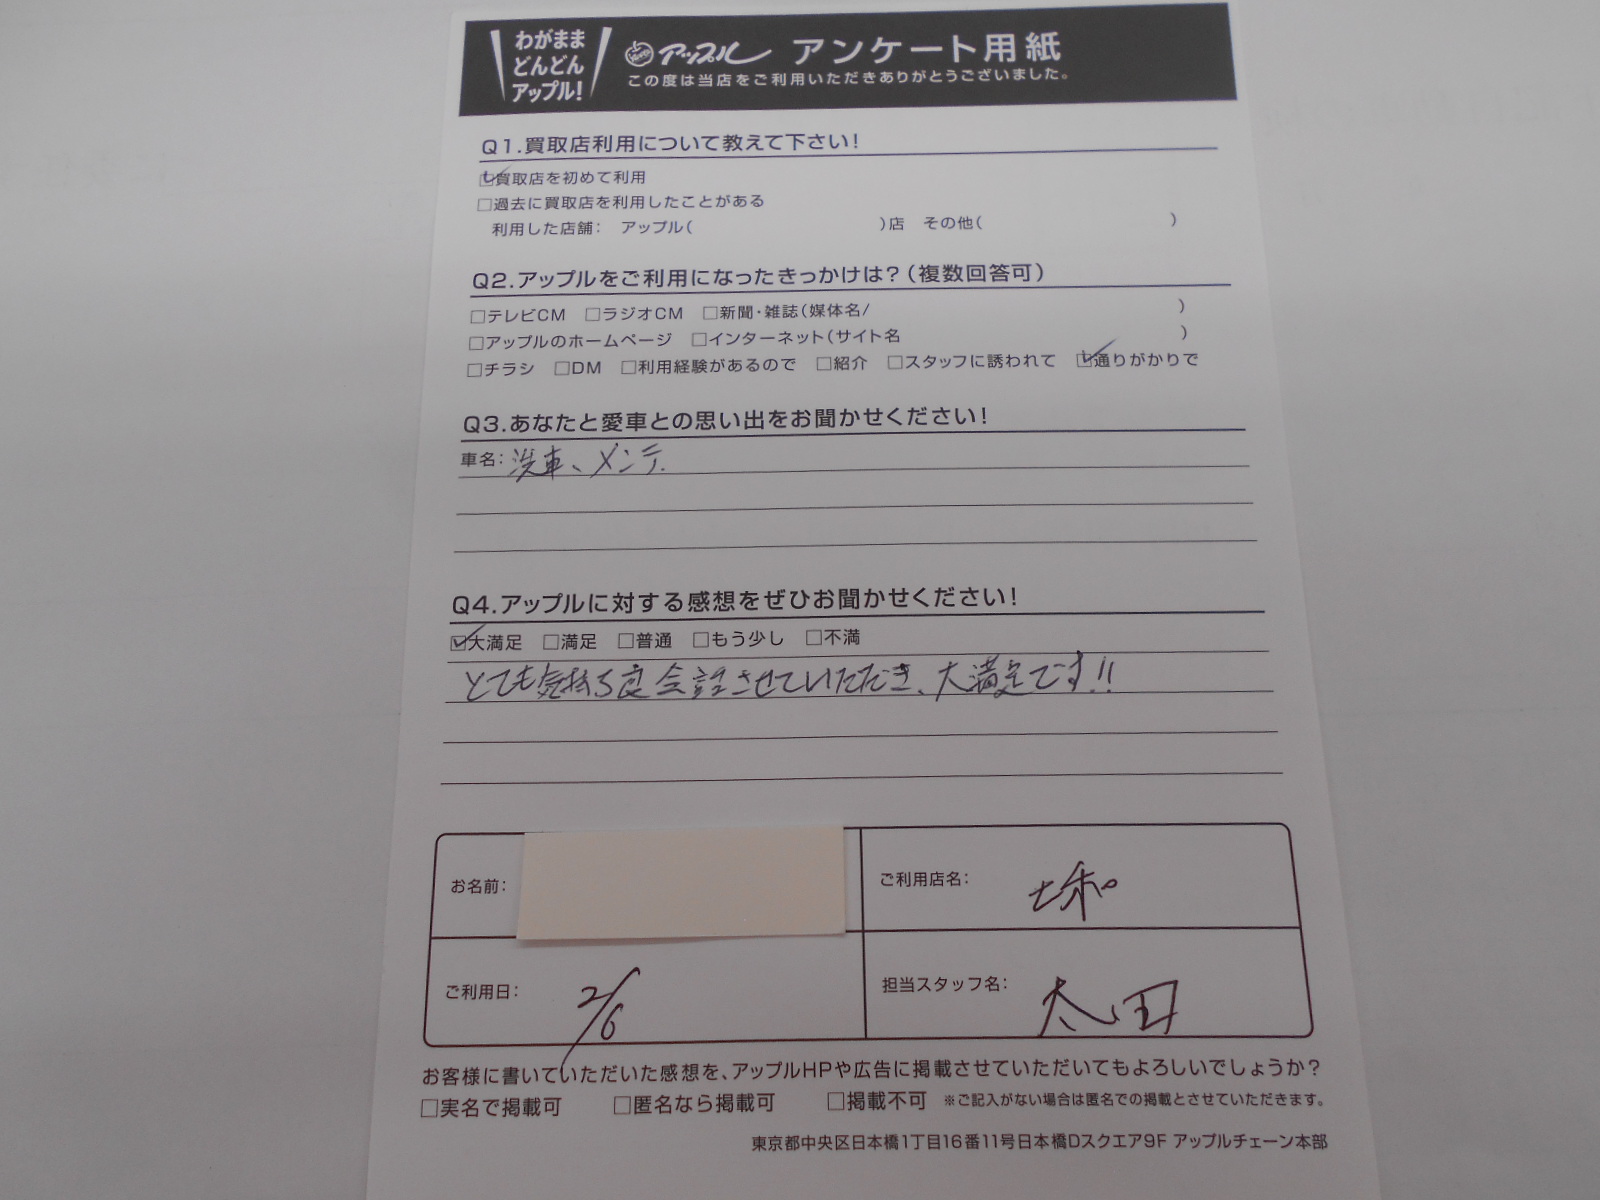 わがまま
どんどん
アップル!
アップル アンケート用紙
この度は当店をご利用いただきありがとうございました。
Q1.買取店利用について教えて下さい!
☑買取店を初めて利用
□過去に買取店を利用したことがある
利用した店舗: アップル( )店 その他( )
Q2.アップルをご利用になったきっかけは?(複数回答可)
□テレビCM □ラジオCM □新聞・雑誌(媒体名/ )
□アップルのホームページ □インターネット(サイト名 )
□チラシ □DM □利用経験があるので □紹介 □スタッフに誘われて ☑通りがかりで
Q3.あなたと愛車との思い出をお聞かせください!
車名: 洗車、メンテ
Q4.アップルに対する感想をぜひお聞かせください!
☑大満足 □満足 □普通 □もう少し □不満
とても気持ち良会話させていただき、大満足です!!
お名前:
ご利用店名:
ご利用日: 2/6
担当スタッフ名: 太田
お客様に書いていただいた感想を、アップルHPや広告に掲載させていただいてもよろしいでしょうか?
□実名で掲載可 □匿名なら掲載可 □掲載不可 ※ご記入がない場合は匿名での掲載とさせていただきます。
東京都中央区日本橋1丁目16番11号日本橋Dスクエア9F アップルチェーン本部